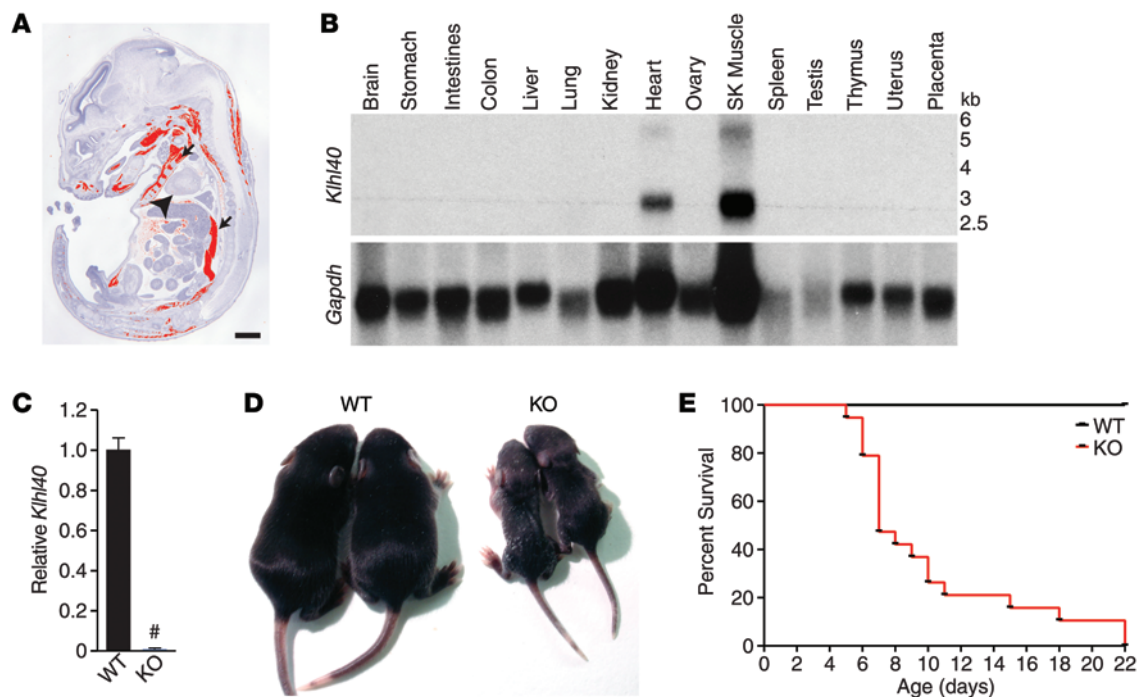 A
B
Brain
Stomach
Intestines
Colon
Liver
Lung
Kidney
Heart
Ovary
SK Muscle
Spleen
Testis
Thymus
Uterus
Placenta
kb
Klhl40
6
5
4
3
2.5
Gapdh
C
Relative Klhl40
1.2
1.0
0.8
0.6
0.4
0.2
0
#
WT
KO
D
WT
KO
E
Percent Survival
100
80
60
40
20
0
WT
KO
0 2 4 6 8 10 12 14 16 18 20 22
Age (days)